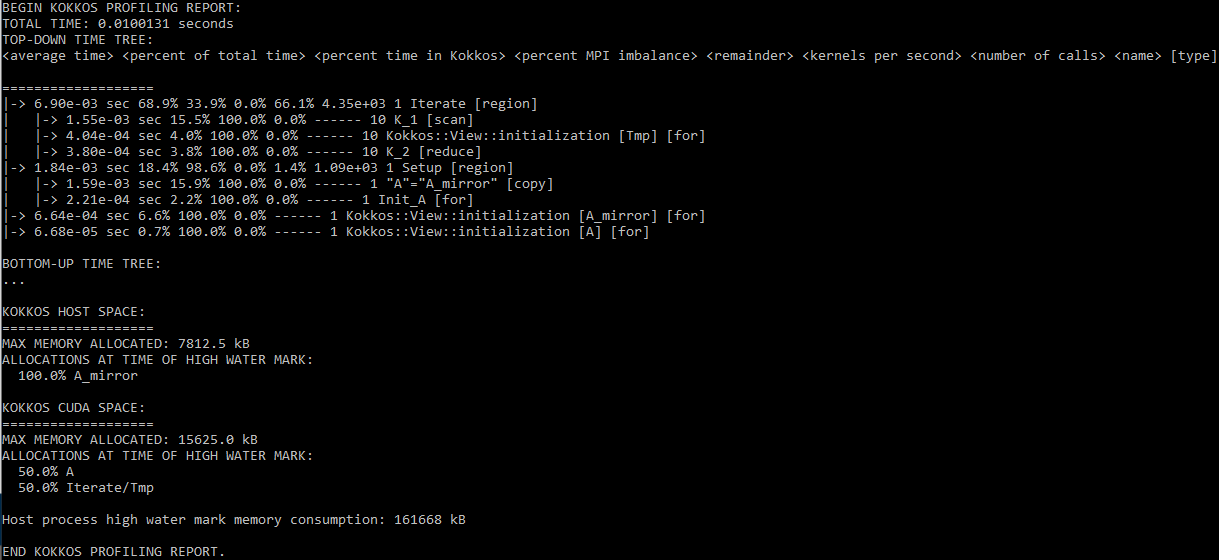 BEGIN KOKKOS PROFILING REPORT:
TOTAL TIME: 0.0100131 seconds
TOP-DOWN TIME TREE:
<average time> <percent of total time> <percent time in Kokkos> <percent MPI imbalance> <remainder> <kernels per second> <number of calls> <name> [type]
===================
|-> 6.90e-03 sec 68.9% 33.9% 0.0% 66.1% 4.35e+03 1 Iterate [region]
|   |-> 1.55e-03 sec 15.5% 100.0% 0.0% ------ 10 K_1 [scan]
|   |-> 4.04e-04 sec 4.0% 100.0% 0.0% ------ 10 Kokkos::View::initialization [Tmp] [for]
|   |-> 3.80e-04 sec 3.8% 100.0% 0.0% ------ 10 K_2 [reduce]
|-> 1.84e-03 sec 18.4% 98.6% 0.0% 1.4% 1.09e+03 1 Setup [region]
|   |-> 1.59e-03 sec 15.9% 100.0% 0.0% ------ 1 "A"="A_mirror" [copy]
|   |-> 2.21e-04 sec 2.2% 100.0% 0.0% ------ 1 Init_A [for]
|-> 6.64e-04 sec 6.6% 100.0% 0.0% ------ 1 Kokkos::View::initialization [A_mirror] [for]
|-> 6.68e-05 sec 0.7% 100.0% 0.0% ------ 1 Kokkos::View::initialization [A] [for]
BOTTOM-UP TIME TREE:
...
KOKKOS HOST SPACE:
===================
MAX MEMORY ALLOCATED: 7812.5 kB
ALLOCATIONS AT TIME OF HIGH WATER MARK:
  100.0% A_mirror
KOKKOS CUDA SPACE:
===================
MAX MEMORY ALLOCATED: 15625.0 kB
ALLOCATIONS AT TIME OF HIGH WATER MARK:
  50.0% A
  50.0% Iterate/Tmp
Host process high water mark memory consumption: 161668 kB
END KOKKOS PROFILING REPORT.